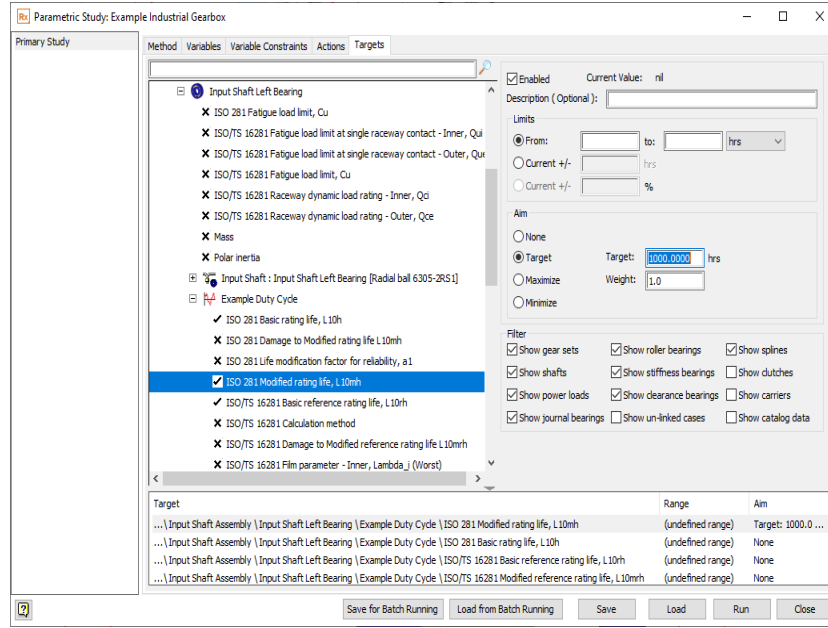 Rx Parametric Study: Example Industrial Gearbox
Primary Study
Method Variables Variable Constraints Actions Targets
Input Shaft Left Bearing
ISO 281 Fatigue load limit, Cu
ISO/TS 16281 Fatigue load limit at single raceway contact - Inner, Qui
ISO/TS 16281 Fatigue load limit at single raceway contact - Outer, Que
ISO/TS 16281 Fatigue load limit, Cu
ISO/TS 16281 Raceway dynamic load rating - Inner, Qci
ISO/TS 16281 Raceway dynamic load rating - Outer, Qce
Mass
Polar inertia
Input Shaft : Input Shaft Left Bearing [Radial ball 6305-2RS1]
Example Duty Cycle
ISO 281 Basic rating life, L10h
ISO 281 Damage to Modified rating life L10mh
ISO 281 Life modification factor for reliability, a1
ISO 281 Modified rating life, L10mh
ISO/TS 16281 Basic reference rating life, L10rh
ISO/TS 16281 Calculation method
ISO/TS 16281 Damage to Modified reference rating life L10mrh
ISO/TS 16281 Film parameter - Inner, Lambda_i (Worst)
Enabled Current Value: nil
Description ( Optional ):
Limits
From: to: hrs
Current +/- hrs
Current +/- %
Aim
None
Target Target: 1000.0000 hrs
Maximize Weight: 1.0
Minimize
Filter
Show gear sets Show roller bearings Show splines
Show shafts Show stiffness bearings Show clutches
Show power loads Show clearance bearings Show carriers
Show journal bearings Show un-linked cases Show catalog data
Target Range Aim
...\ Input Shaft Assembly \ Input Shaft Left Bearing \ Example Duty Cycle \ ISO 281 Modified rating life, L10mh (undefined range) Target: 1000.0 ...
...\ Input Shaft Assembly \ Input Shaft Left Bearing \ Example Duty Cycle \ ISO 281 Basic rating life, L10h (undefined range) None
...\ Input Shaft Assembly \ Input Shaft Left Bearing \ Example Duty Cycle \ ISO/TS 16281 Basic reference rating life, L10rh (undefined range) None
...\ Input Shaft Assembly \ Input Shaft Left Bearing \ Example Duty Cycle \ ISO/TS 16281 Modified reference rating life, L10mrh (undefined range) None
Save for Batch Running Load from Batch Running Save Load Run Close